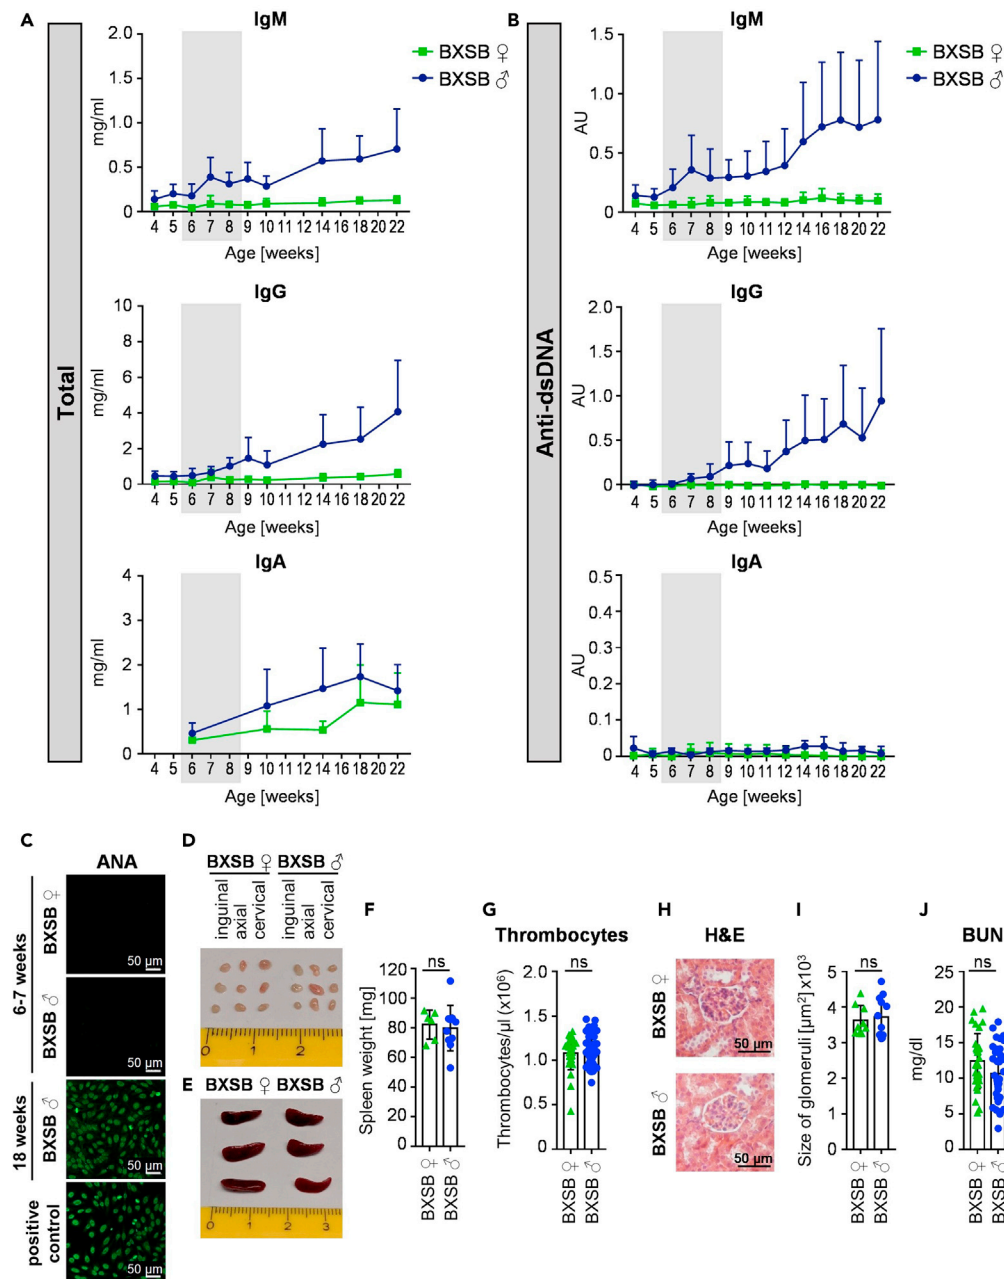 A
IgM
BXSB ♀
BXSB ♂
mg/ml
2.0
1.0
0.5
0
4 5 6 7 8 9 10 11 12 14 16 18 20 22
Age [weeks]
IgG
mg/ml
10
6
4
2
0
4 5 6 7 8 9 10 11 12 14 16 18 20 22
Age [weeks]
IgA
mg/ml
4
3
2
1
0
4 5 6 7 8 9 10 11 12 14 16 18 20 22
Age [weeks]
Total
B
IgM
BXSB ♀
BXSB ♂
AU
1.5
1.0
0.5
0
4 5 6 7 8 9 10 11 12 14 16 18 20 22
Age [weeks]
IgG
AU
2.0
1.5
1.0
0.5
0
4 5 6 7 8 9 10 11 12 14 16 18 20 22
Age [weeks]
IgA
AU
0.5
0.4
0.3
0.2
0.1
0
4 5 6 7 8 9 10 11 12 14 16 18 20 22
Age [weeks]
Anti-dsDNA
C
ANA
6-7 weeks
BXSB ♀
50 µm
BXSB ♂
50 µm
18 weeks
BXSB ♂
50 µm
positive control
50 µm
D
BXSB ♀ BXSB ♂
inguinal axial cervical inguinal axial cervical
0 1 2
E
BXSB ♀ BXSB ♂
0 1 2 3
F
ns
Spleen weight [mg]
120
100
80
60
40
20
0
BXSB ♀ BXSB ♂
G
Thrombocytes
ns
Thrombocytes/µl (x10⁶)
2.0
1.5
1.0
0.5
0
BXSB ♀ BXSB ♂
H
H&E
BXSB ♀
50 µm
BXSB ♂
50 µm
I
ns
Size of glomeruli [µm²] x10³
5
4
3
2
1
0
BXSB ♀ BXSB ♂
J
BUN
mg/dl
25
20
15
10
5
0
BXSB ♀ BXSB